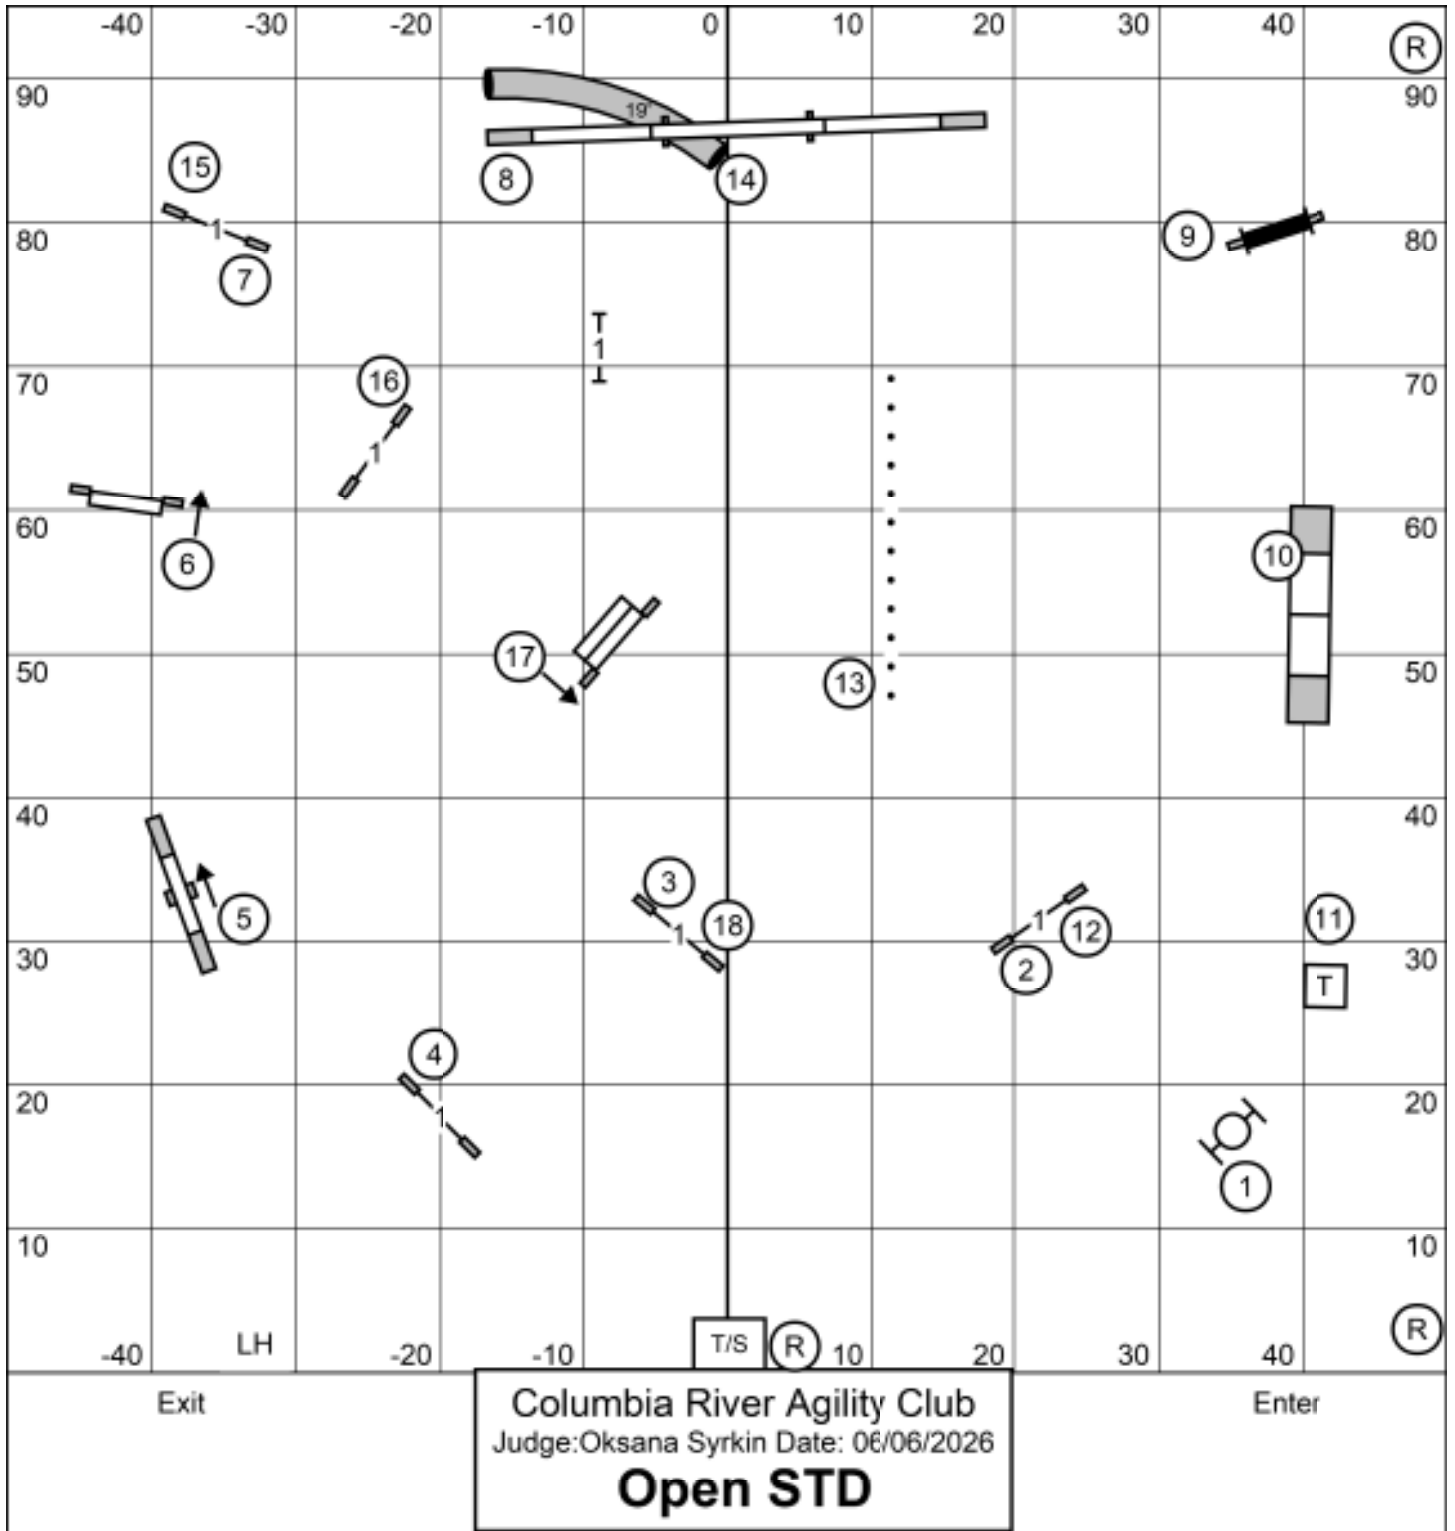 -40 -30 -20 -10 0 10 20 30 40 R
90 90
19'
15 8 14
1
80 9 80
7
T
1
70 16 70
1
60 60
6 10
17
50 13 50
40 40
3
5 18 12 11
1 1
30 2 30
T
4
20 20
1
1
10 10
-40 LH -20 -10 T/S R 10 20 30 40 R
Exit Enter
Columbia River Agility Club
Judge:Oksana Syrkin Date: 06/06/2026
Open STD